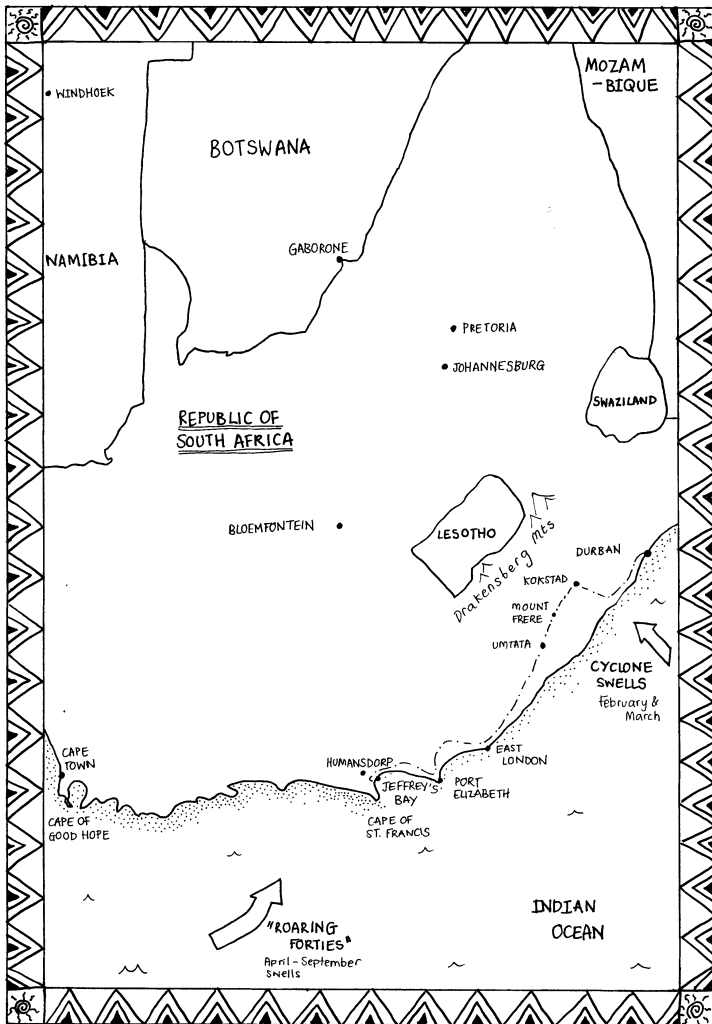 MOZAM
-BIQUE
WINDHOEK
BOTSWANA
GABORONE
NAMIBIA
PRETORIA
JOHANNESBURG
SWAZILAND
REPUBLIC OF
SOUTH AFRICA
BLOEMFONTEIN
LESOTHO
Drakensberg Mts
DURBAN
KOKSTAD
MOUNT
FRERE
UMTATA
CYCLONE
SWELLS
February &
March
CAPE
TOWN
HUMANSDORP
EAST
LONDON
JEFFREY'S
BAY
PORT
ELIZABETH
CAPE OF
GOOD HOPE
CAPE OF
ST. FRANCIS
"ROARING
FORTIES"
April - September
swells
INDIAN
OCEAN